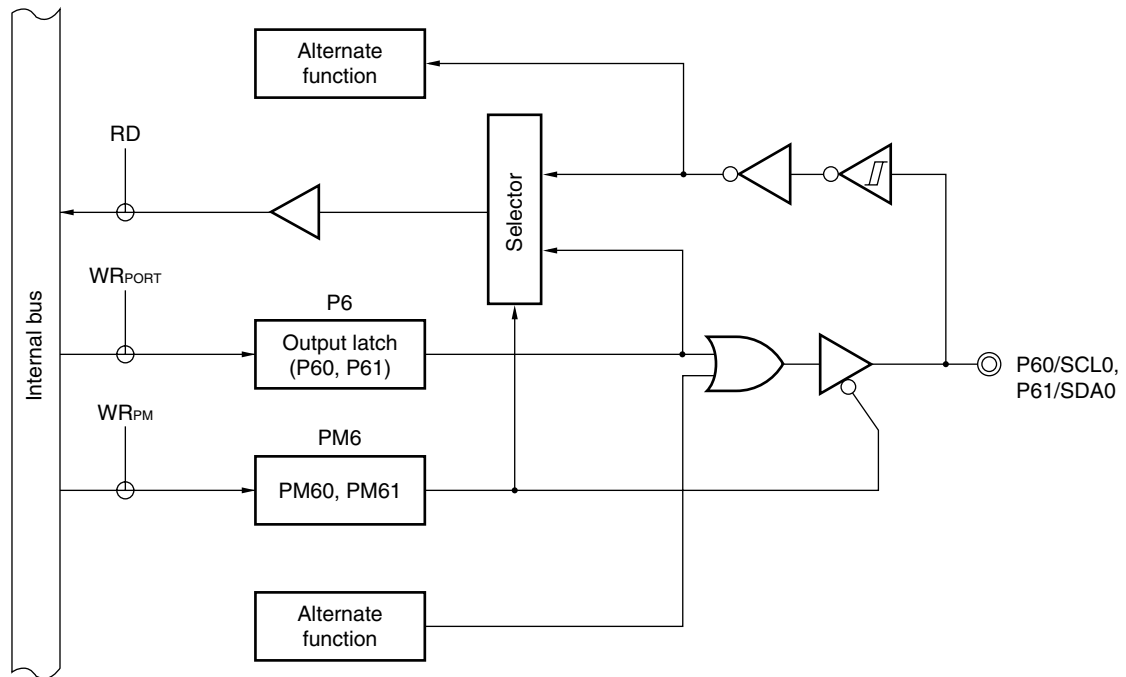 Alternate
function
RD
Selector
WRPORT
P6
Internal bus
Output latch
(P60, P61)
P60/SCL0,
P61/SDA0
WRPM
PM6
PM60, PM61
Alternate
function